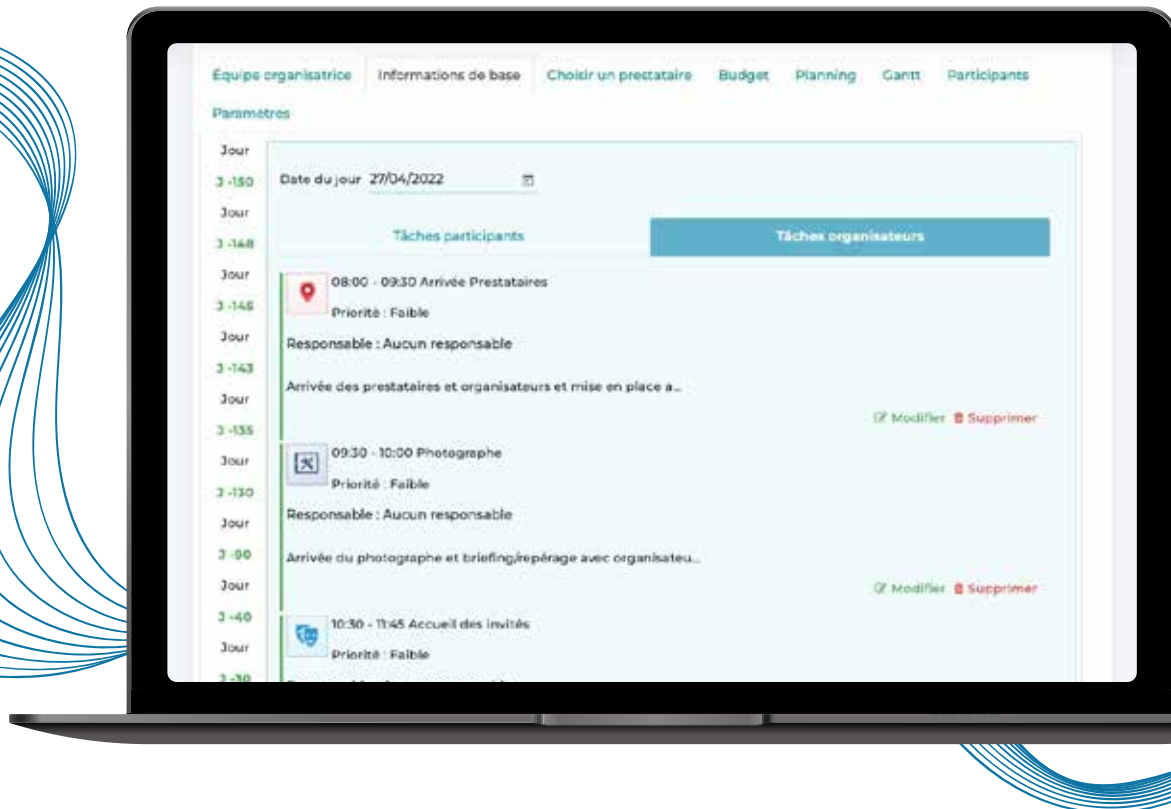 Équipe organisatrice Informations de base Choisir un prestataire Budget Planning Gantt Participants
Paramètres
Jour
J -150
Jour
J -148
Jour
J -145
Jour
J -143
Jour
J -135
Jour
J -130
Jour
J -90
Jour
J -40
Jour
J -30
Date du jour 27/04/2022
Tâches participants Tâches organisateurs
08:00 - 09:30 Arrivée Prestataires
Priorité : Faible
Responsable : Aucun responsable
Arrivée des prestataires et organisateurs et mise en place a...
Modifier Supprimer
09:30 - 10:00 Photographe
Priorité : Faible
Responsable : Aucun responsable
Arrivée du photographe et briefing/repérage avec organisateu...
Modifier Supprimer
10:30 - 11:45 Accueil des invités
Priorité : Faible